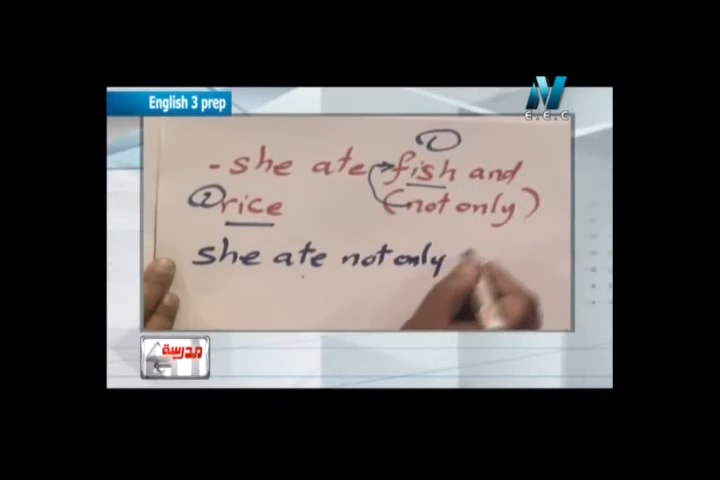 English 3 prep
E.E.C
①
- she ate fish and
② rice (not only)
she ate not only
مدرسة